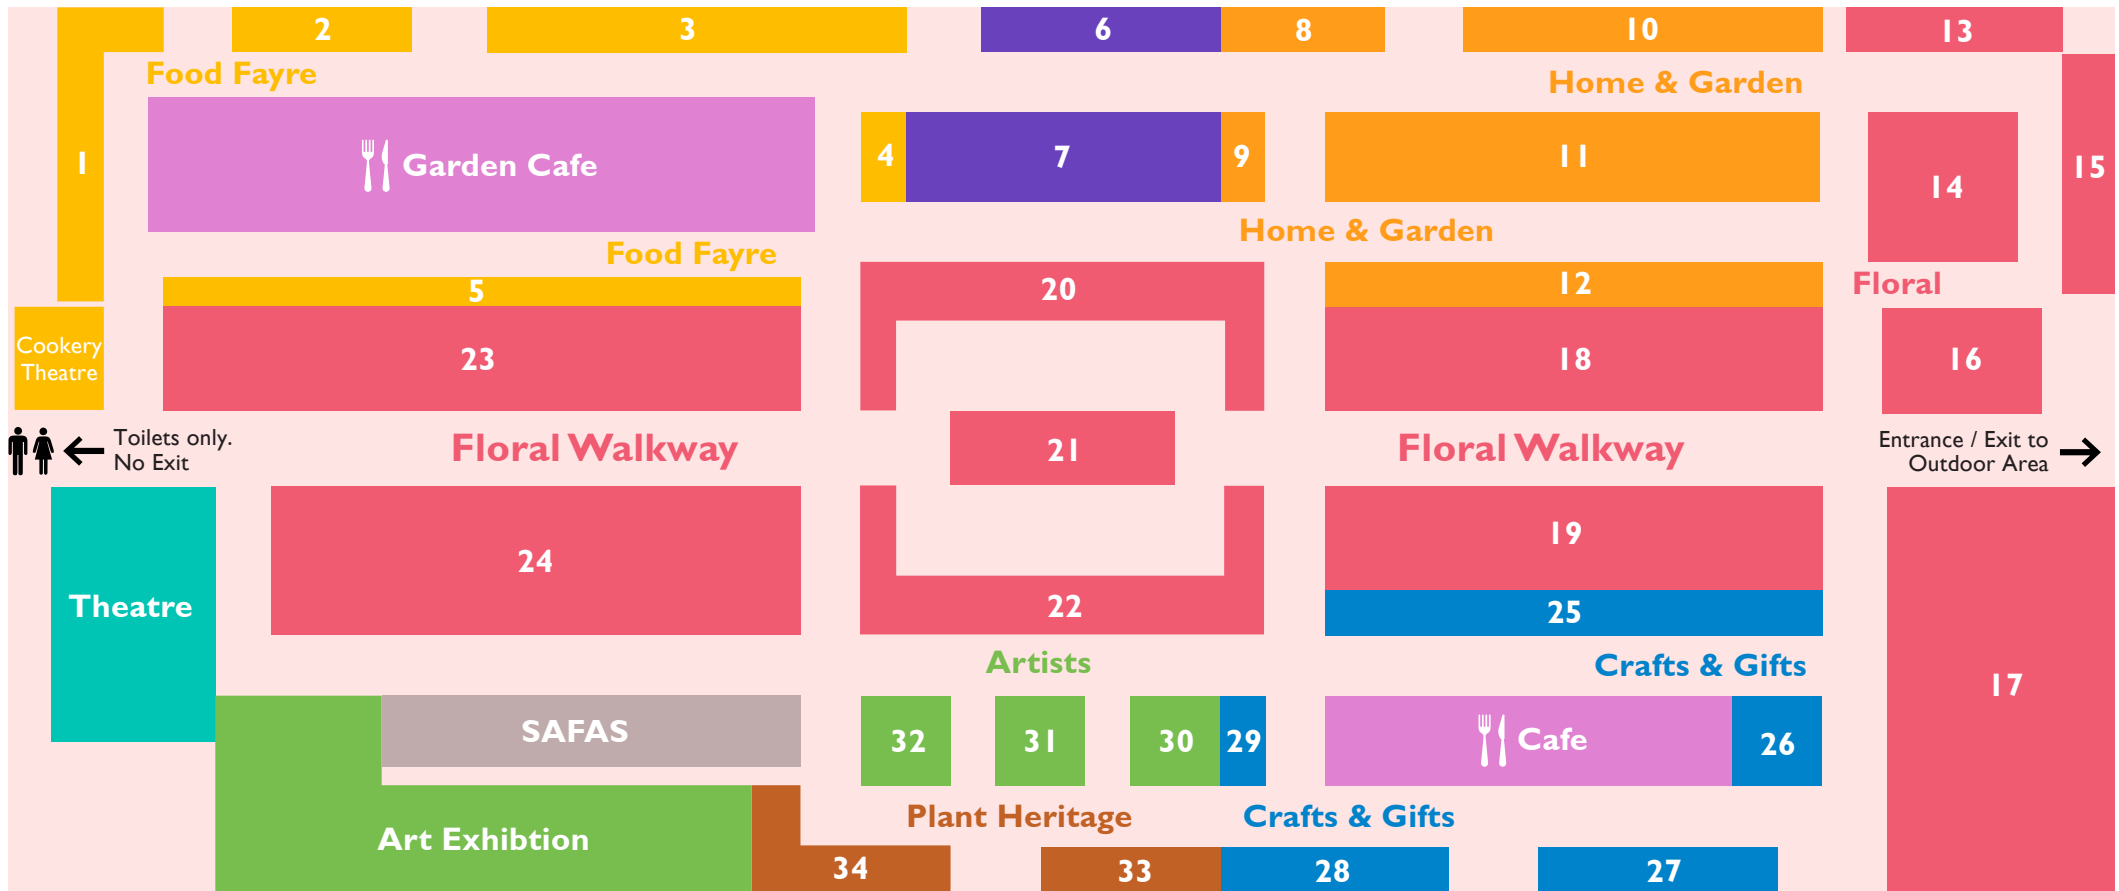 2
3
6
8
10
13
Food Fayre
Home & Garden
1
Garden Cafe
4
7
9
11
14
15
Food Fayre
Home & Garden
5
20
12
Floral
Cookery
Theatre
23
18
16
Toilets only.
No Exit
Floral Walkway
21
Floral Walkway
Entrance / Exit to
Outdoor Area
24
19
Theatre
22
25
Artists
Crafts & Gifts
17
SAFAS
32
31
30
29
Cafe
26
Plant Heritage
Crafts & Gifts
Art Exhibtion
34
33
28
27